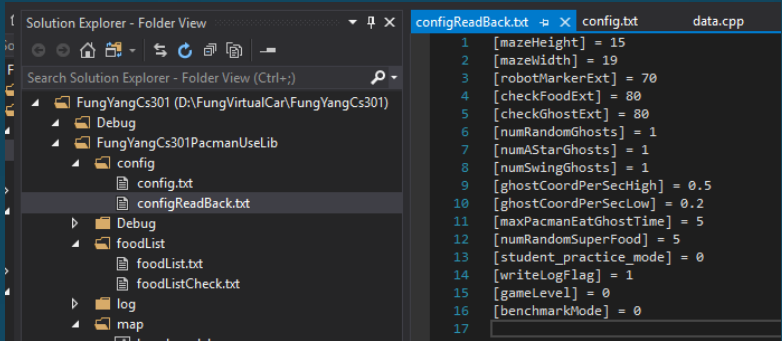 Solution Explorer - Folder View
Search Solution Explorer - Folder View (Ctrl+;)
FungYangCs301 (D:\FungVirtualCar\FungYangCs301)
Debug
FungYangCs301PacmanUseLib
config
config.txt
configReadBack.txt
Debug
foodList
foodList.txt
foodListCheck.txt
log
map
configReadBack.txt config.txt data.cpp
1 [mazeHeight] = 15
2 [mazeWidth] = 19
3 [robotMarkerExt] = 70
4 [checkFoodExt] = 80
5 [checkGhostExt] = 80
6 [numRandomGhosts] = 1
7 [numAStarGhosts] = 1
8 [numSwingGhosts] = 1
9 [ghostCoordPerSecHigh] = 0.5
10 [ghostCoordPerSecLow] = 0.2
11 [maxPacmanEatGhostTime] = 5
12 [numRandomSuperFood] = 5
13 [student_practice_mode] = 0
14 [writeLogFlag] = 1
15 [gameLevel] = 0
16 [benchmarkMode] = 0
17